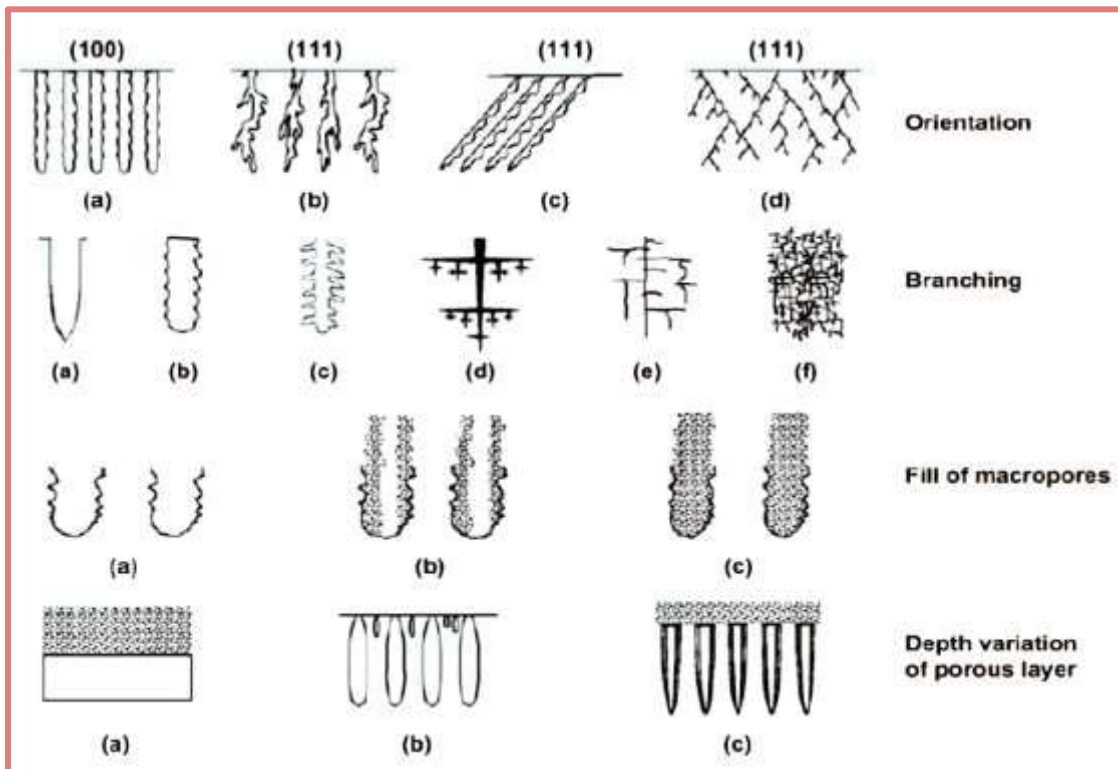 (100) (111) (111) (111)
Orientation
(a) (b) (c) (d)
Branching
(a) (b) (c) (d) (e) (f)
Fill of macropores
(a) (b) (c)
Depth variation
of porous layer
(a) (b) (c)